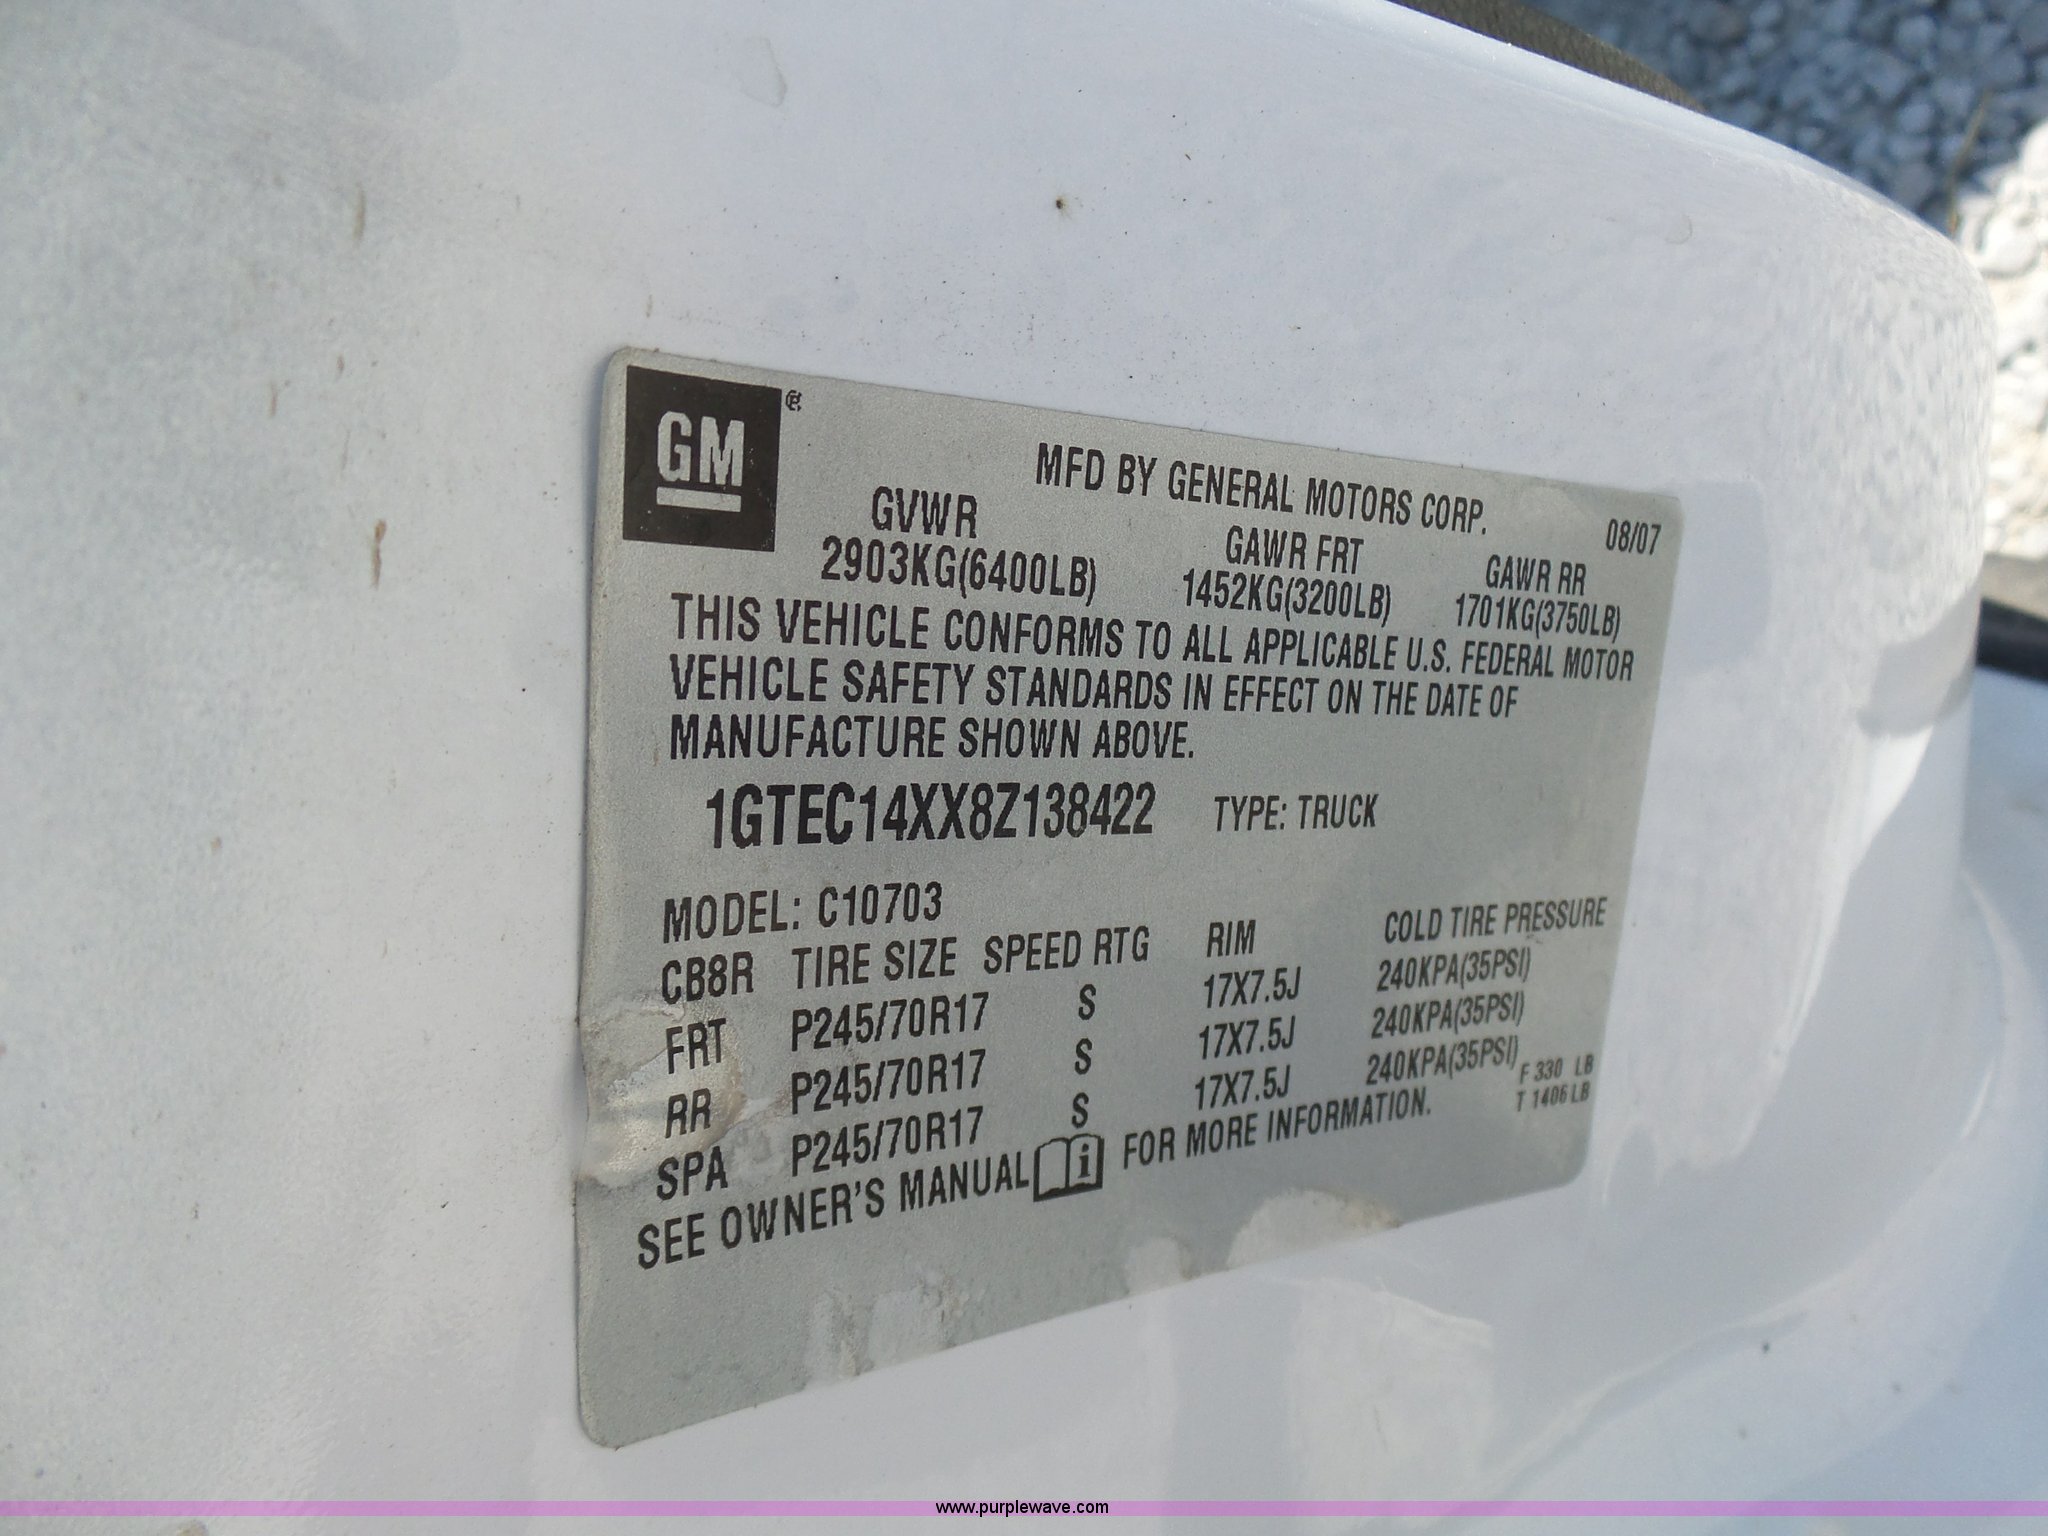 GM
MFD BY GENERAL MOTORS CORP. 08/07
GVWR GAWR FRT GAWR RR
2903KG(6400LB) 1452KG(3200LB) 1701KG(3750LB)
THIS VEHICLE CONFORMS TO ALL APPLICABLE U.S. FEDERAL MOTOR
VEHICLE SAFETY STANDARDS IN EFFECT ON THE DATE OF
MANUFACTURE SHOWN ABOVE.
1GTEC14XX8Z138422 TYPE: TRUCK
MODEL: C10703
CB8R TIRE SIZE SPEED RTG RIM COLD TIRE PRESSURE
FRT P245/70R17 S 17X7.5J 240KPA(35PSI)
RR P245/70R17 S 17X7.5J 240KPA(35PSI)
SPA P245/70R17 S 17X7.5J 240KPA(35PSI)
F 330 LB
T 1406 LB
SEE OWNER'S MANUAL i FOR MORE INFORMATION.
www.purplewave.com